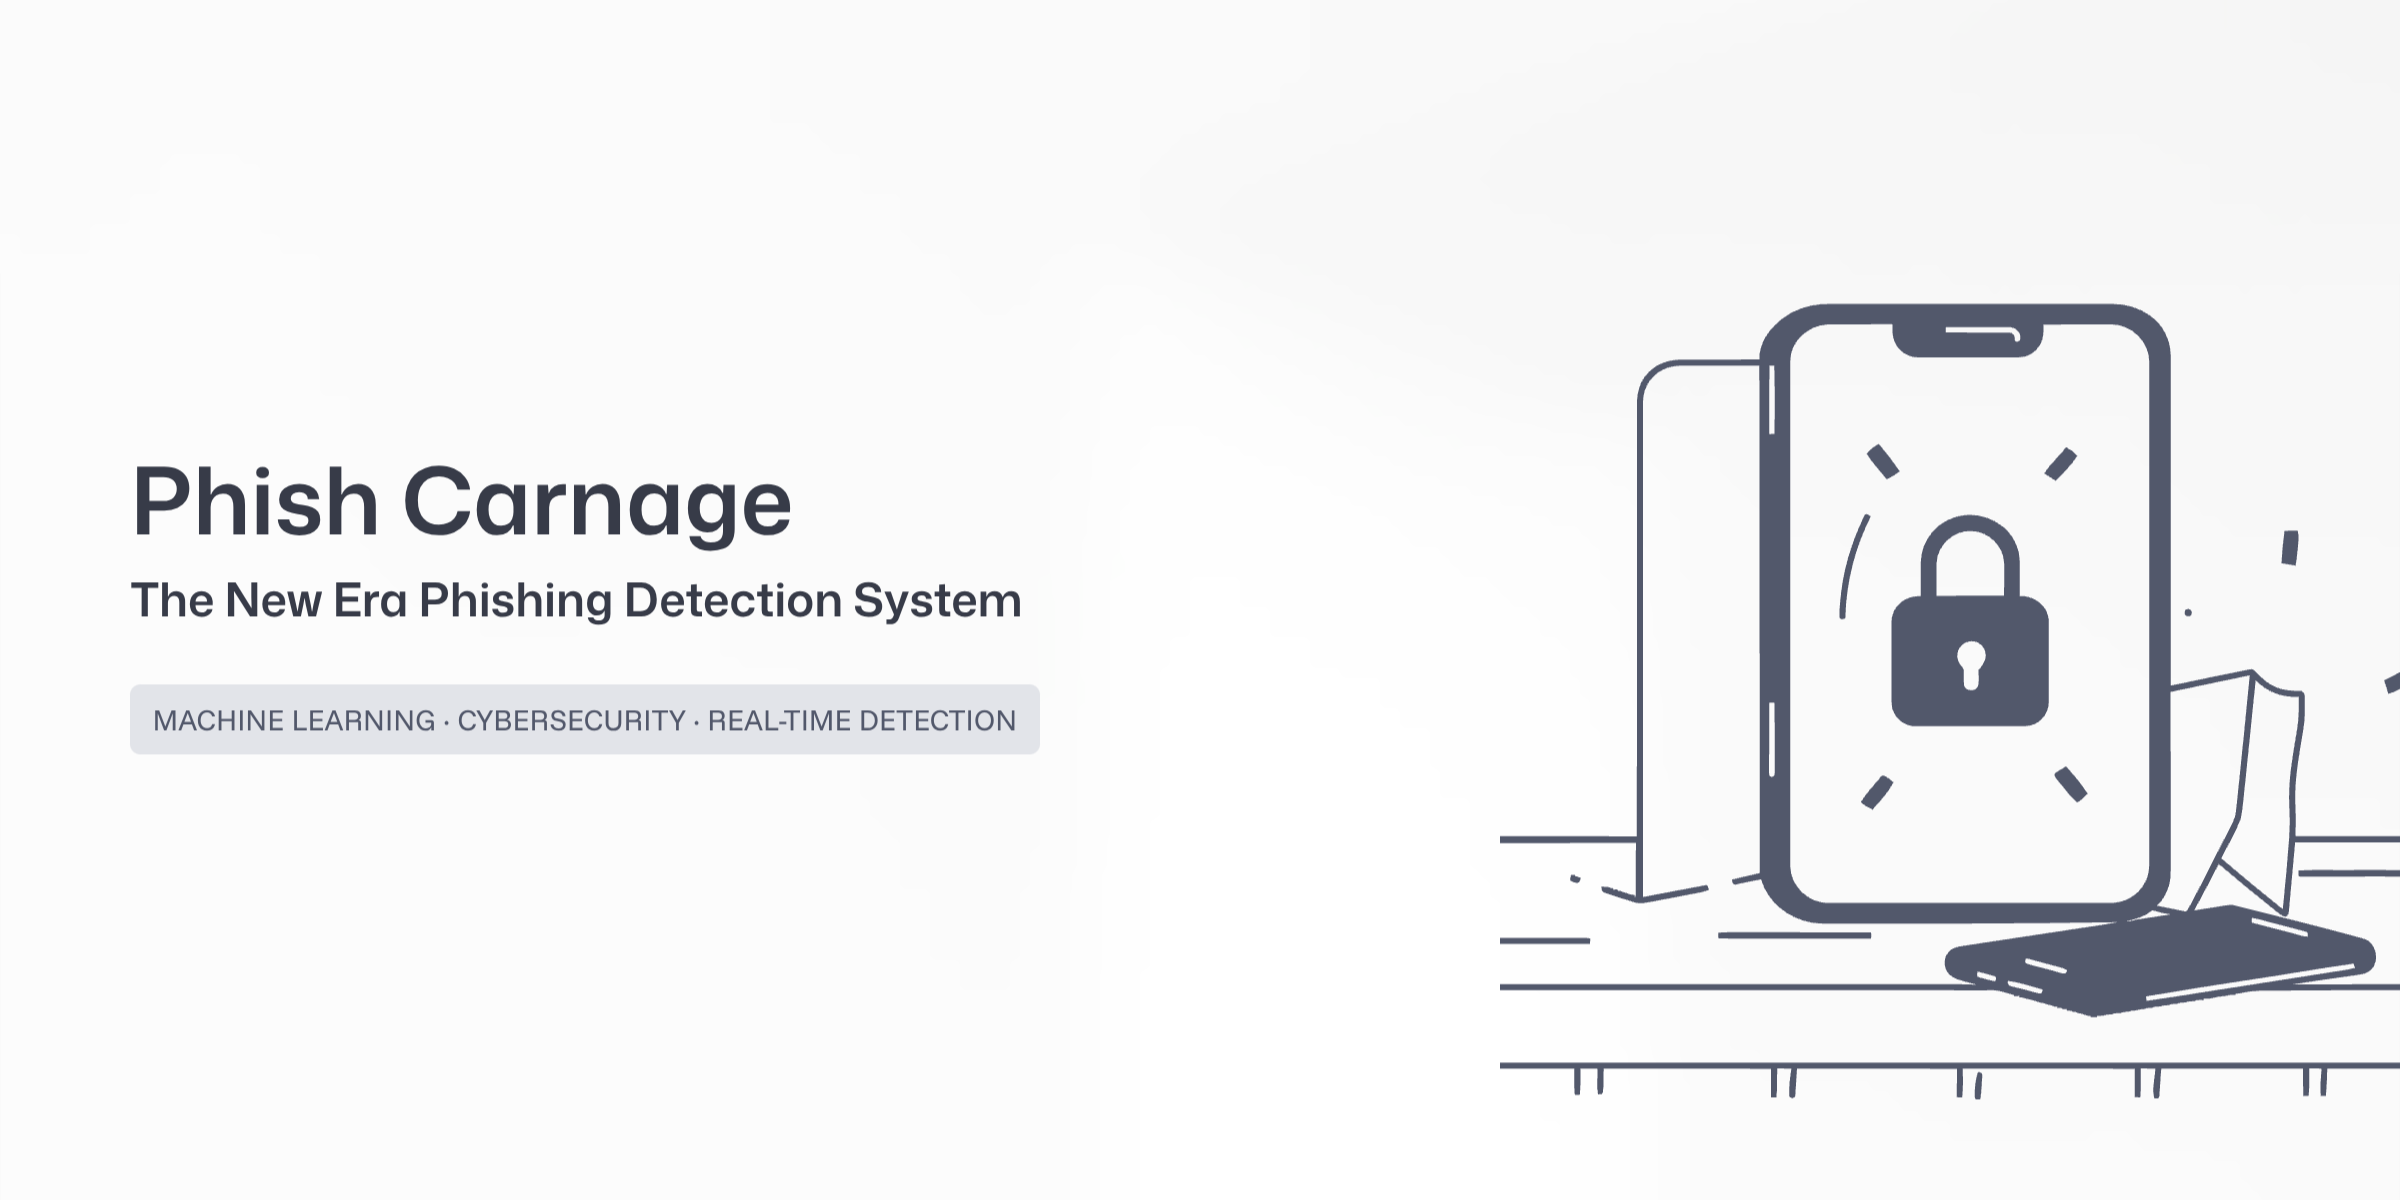 Phish Carnage
The New Era Phishing Detection System
MACHINE LEARNING · CYBERSECURITY · REAL-TIME DETECTION